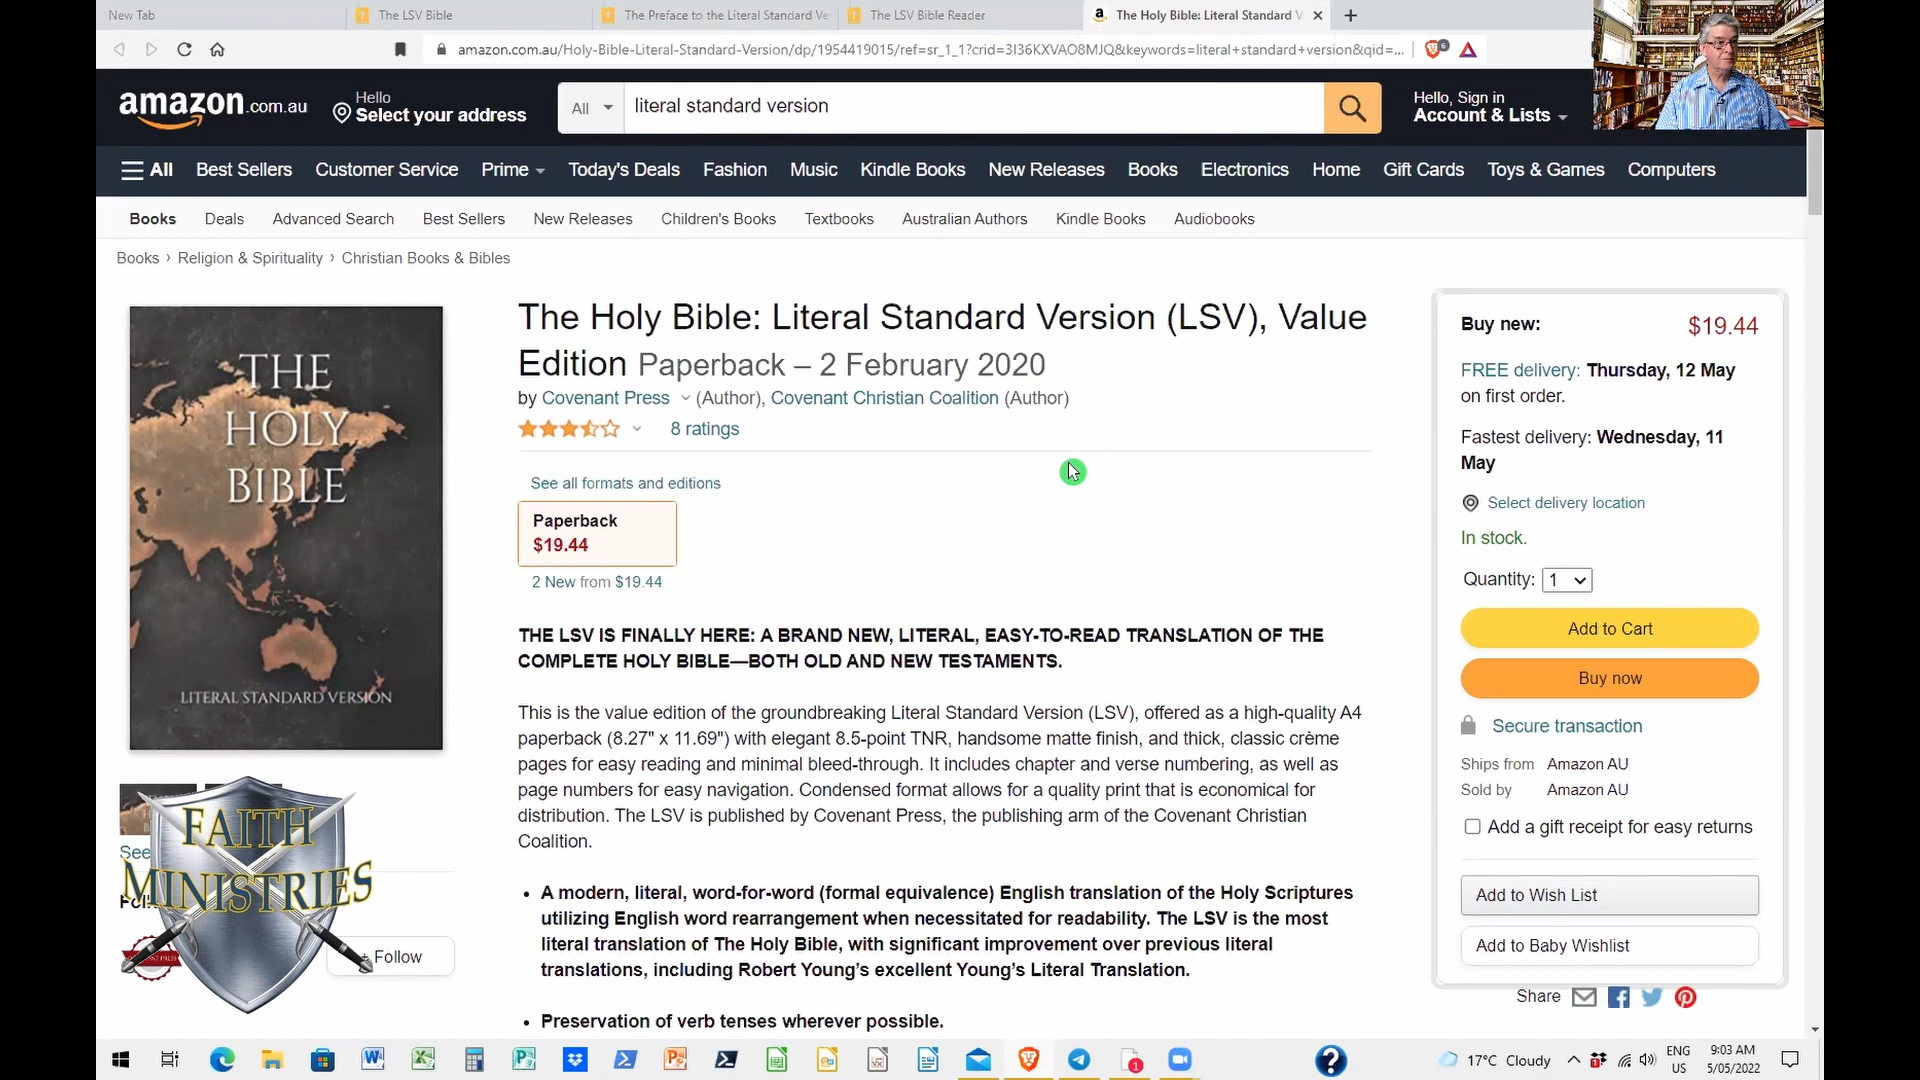 New Tab
The LSV Bible
The Preface to the Literal Standard Ve
The LSV Bible Reader
The Holy Bible: Literal Standard V
amazon.com.au/Holy-Bible-Literal-Standard-Version/dp/1954419015/ref=sr_1_1?crid=3I36KXVAO8MJQ&keywords=literal+standard+version&qid=...
6
amazon.com.au
Hello
Select your address
All
literal standard version
Hello, Sign in
Account & Lists
All
Best Sellers
Customer Service
Prime
Today's Deals
Fashion
Music
Kindle Books
New Releases
Books
Electronics
Home
Gift Cards
Toys & Games
Computers
Books
Deals
Advanced Search
Best Sellers
New Releases
Children's Books
Textbooks
Australian Authors
Kindle Books
Audiobooks
Books › Religion & Spirituality › Christian Books & Bibles
THE
HOLY
BIBLE
LITERAL STANDARD VERSION
See
FAITH
MINISTRIES
+ Follow
The Holy Bible: Literal Standard Version (LSV), Value
Edition Paperback – 2 February 2020
by Covenant Press (Author), Covenant Christian Coalition (Author)
8 ratings
See all formats and editions
Paperback
$19.44
2 New from $19.44
THE LSV IS FINALLY HERE: A BRAND NEW, LITERAL, EASY-TO-READ TRANSLATION OF THE
COMPLETE HOLY BIBLE—BOTH OLD AND NEW TESTAMENTS.
This is the value edition of the groundbreaking Literal Standard Version (LSV), offered as a high-quality A4
paperback (8.27" x 11.69") with elegant 8.5-point TNR, handsome matte finish, and thick, classic crème
pages for easy reading and minimal bleed-through. It includes chapter and verse numbering, as well as
page numbers for easy navigation. Condensed format allows for a quality print that is economical for
distribution. The LSV is published by Covenant Press, the publishing arm of the Covenant Christian
Coalition.
• A modern, literal, word-for-word (formal equivalence) English translation of the Holy Scriptures
utilizing English word rearrangement when necessitated for readability. The LSV is the most
literal translation of The Holy Bible, with significant improvement over previous literal
translations, including Robert Young's excellent Young's Literal Translation.
• Preservation of verb tenses wherever possible.
Buy new: $19.44
FREE delivery: Thursday, 12 May
on first order.
Fastest delivery: Wednesday, 11
May
Select delivery location
In stock.
Quantity: 1
Add to Cart
Buy now
Secure transaction
Ships from Amazon AU
Sold by Amazon AU
Add a gift receipt for easy returns
Add to Wish List
Add to Baby Wishlist
Share
17°C Cloudy
ENG
US
9:03 AM
5/05/2022